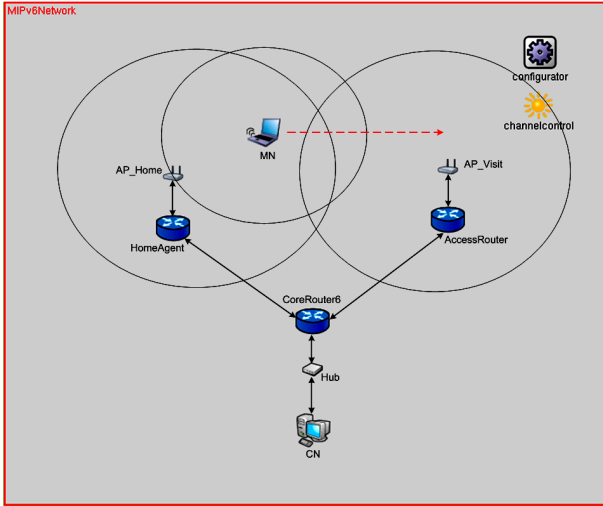 MIPv6Network
configurator
channelcontrol
MN
AP_Home
AP_Visit
HomeAgent
AccessRouter
CoreRouter6
Hub
CN